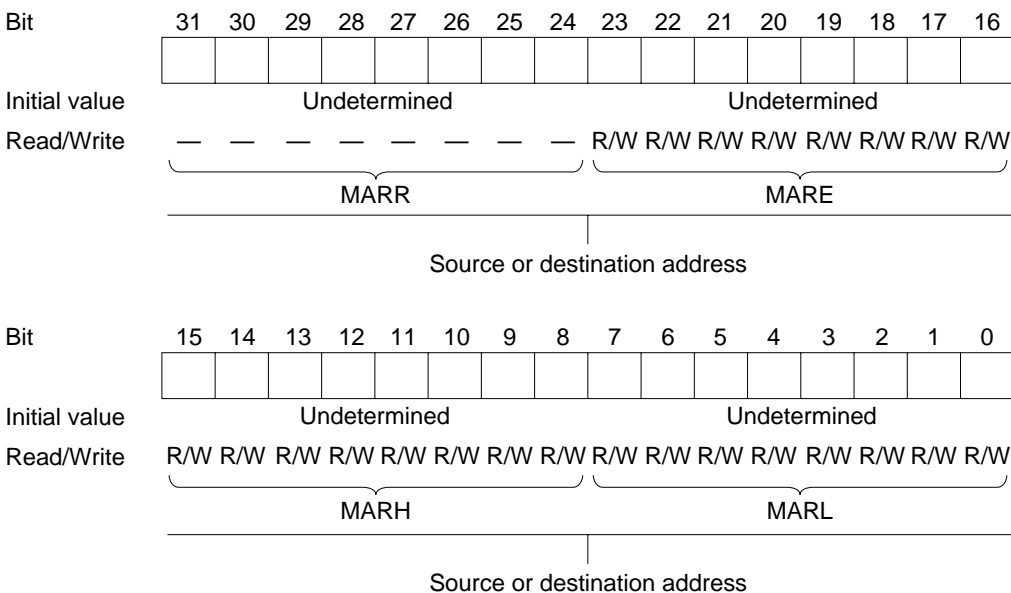 Bit 31 30 29 28 27 26 25 24 23 22 21 20 19 18 17 16
Initial value Undetermined Undetermined
Read/Write — — — — — — — — R/W R/W R/W R/W R/W R/W R/W R/W
MARR MARE
Source or destination address
Bit 15 14 13 12 11 10 9 8 7 6 5 4 3 2 1 0
Initial value Undetermined Undetermined
Read/Write R/W R/W R/W R/W R/W R/W R/W R/W R/W R/W R/W R/W R/W R/W R/W R/W
MARH MARL
Source or destination address